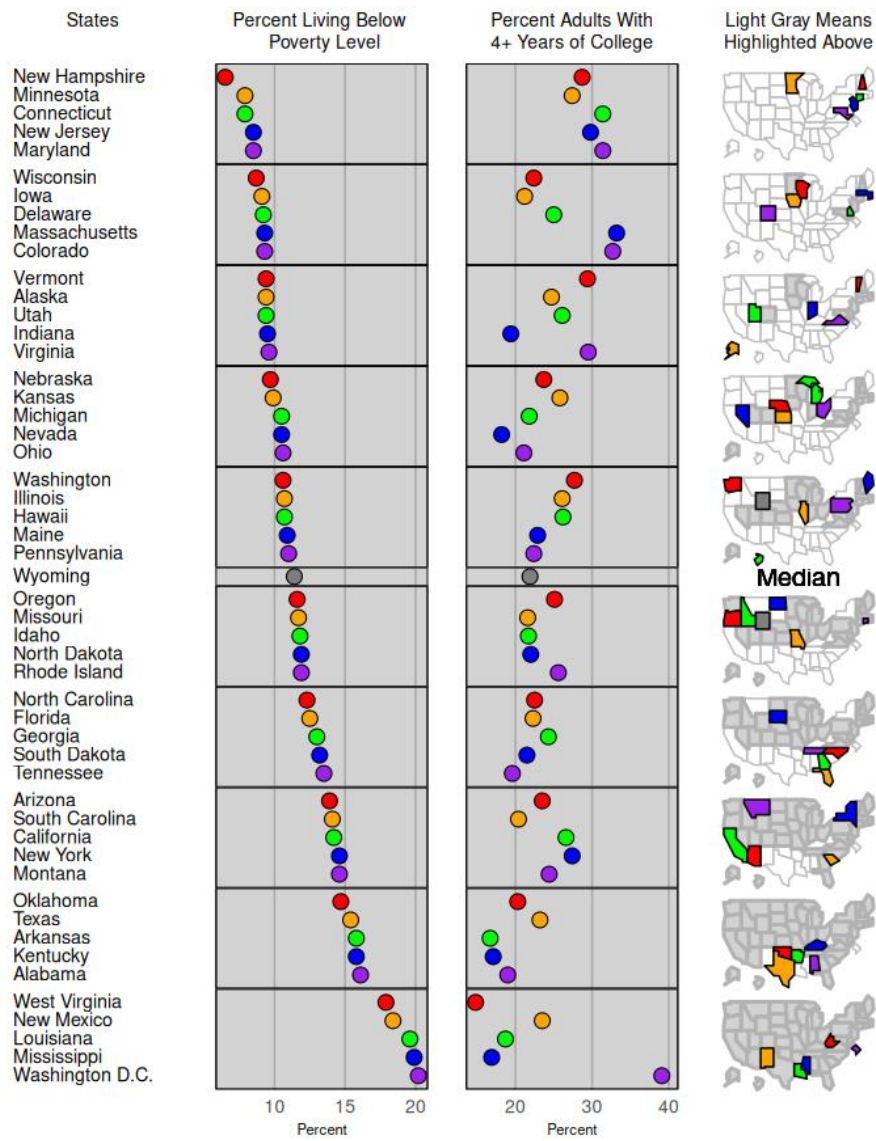 States
Percent Living Below
Poverty Level
Percent Adults With
4+ Years of College
Light Gray Means
Highlighted Above
New Hampshire
Minnesota
Connecticut
New Jersey
Maryland
Wisconsin
Iowa
Delaware
Massachusetts
Colorado
Vermont
Alaska
Utah
Indiana
Virginia
Nebraska
Kansas
Michigan
Nevada
Ohio
Washington
Illinois
Hawaii
Maine
Pennsylvania
Wyoming
Median
Oregon
Missouri
Idaho
North Dakota
Rhode Island
North Carolina
Florida
Georgia
South Dakota
Tennessee
Arizona
South Carolina
California
New York
Montana
Oklahoma
Texas
Arkansas
Kentucky
Alabama
West Virginia
New Mexico
Louisiana
Mississippi
Washington D.C.
10 15 20
20 30 40
Percent
Percent